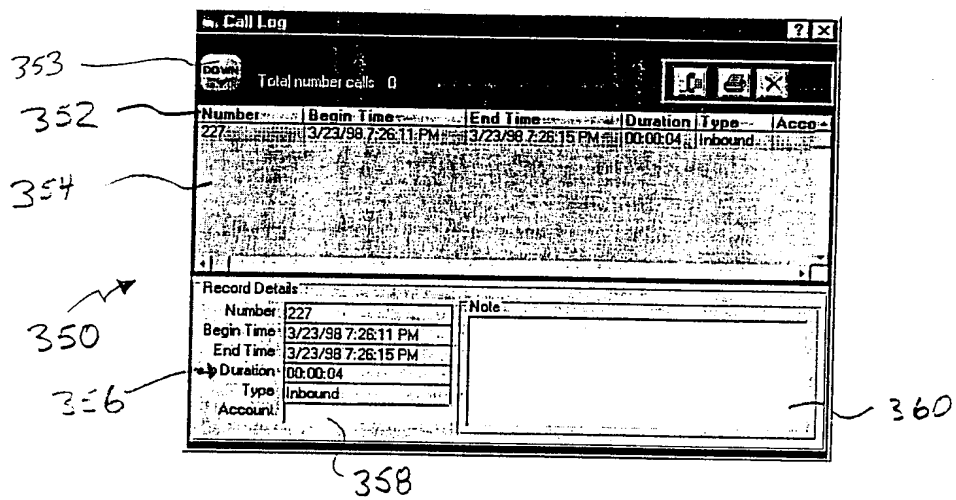 Call Log
? X
353
DOWN
Total number calls 0
352
Number Begin Time End Time Duration Type Acco
227 3/23/98 7:26:11 PM 3/23/98 7:26:15 PM 00:00:04 Inbound
354
350
Record Details
Note
Number 227
Begin Time 3/23/98 7:26:11 PM
End Time 3/23/98 7:26:15 PM
Duration 00:00:04
Type Inbound
Account
356
358
360